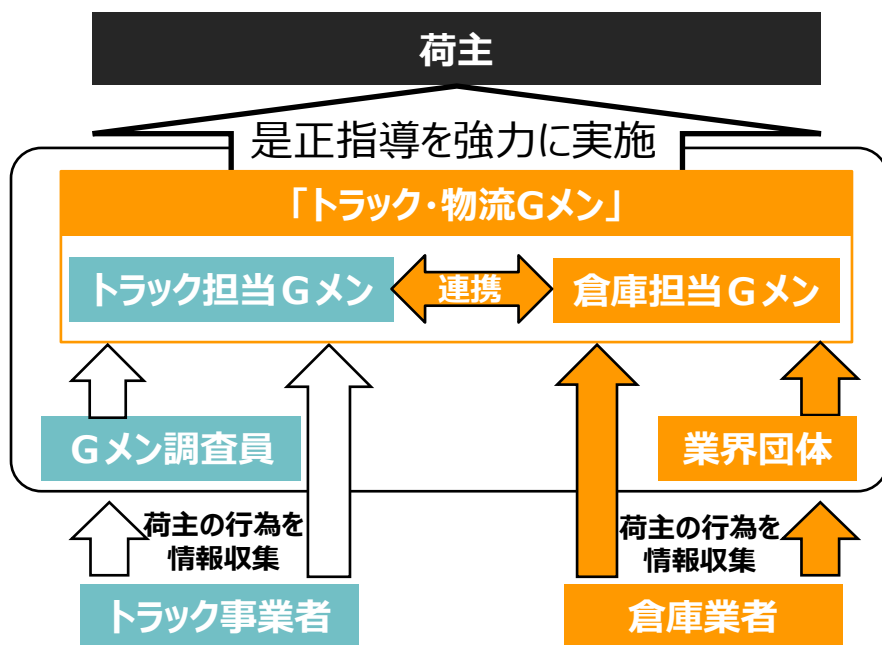 荷主
是正指導を強力に実施
「トラック・物流Gメン」
トラック担当Gメン
連携
倉庫担当Gメン
Gメン調査員
業界団体
荷主の行為を
情報収集
荷主の行為を
情報収集
トラック事業者
倉庫業者